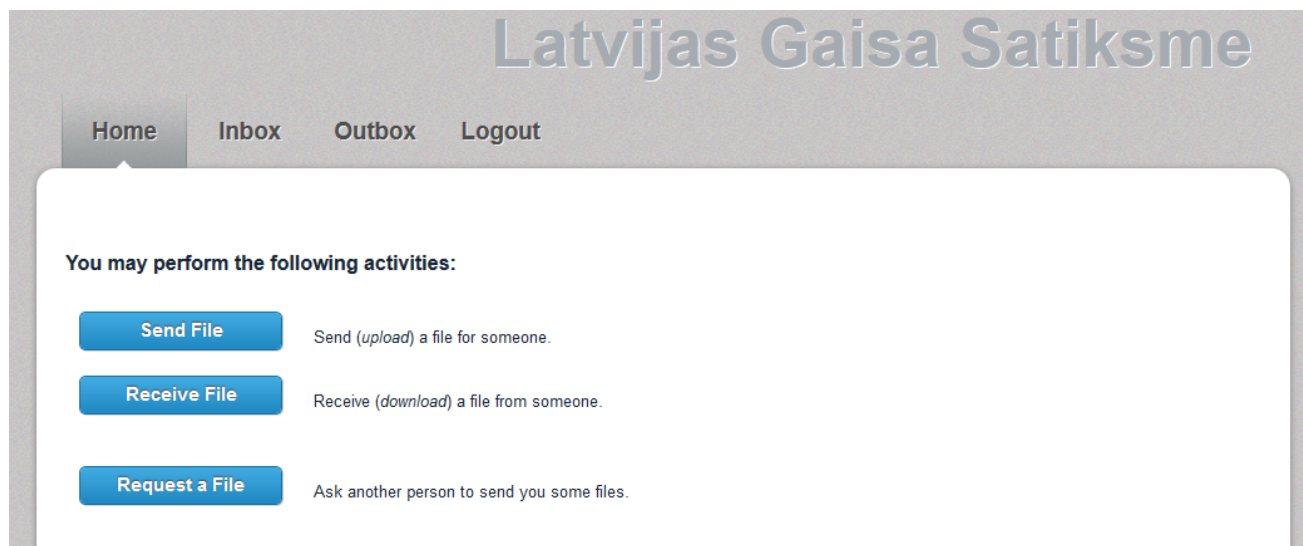 Latvijas Gaisa Satiksme
Home Inbox Outbox Logout
You may perform the following activities:
Send File Send (upload) a file for someone.
Receive File Receive (download) a file from someone.
Request a File Ask another person to send you some files.